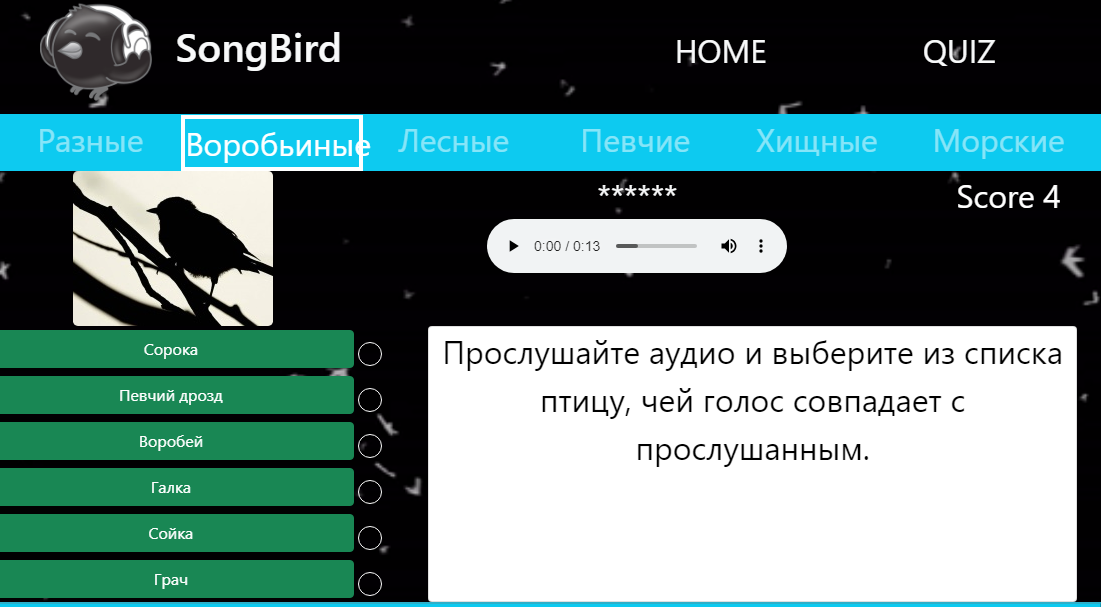 SongBird
HOME
QUIZ
Разные
Воробьиные
Лесные
Певчие
Хищные
Морские
******
Score 4
0:00 / 0:13
Сорока
Певчий дрозд
Воробей
Галка
Сойка
Грач
Прослушайте аудио и выберите из списка
птицу, чей голос совпадает с
прослушанным.